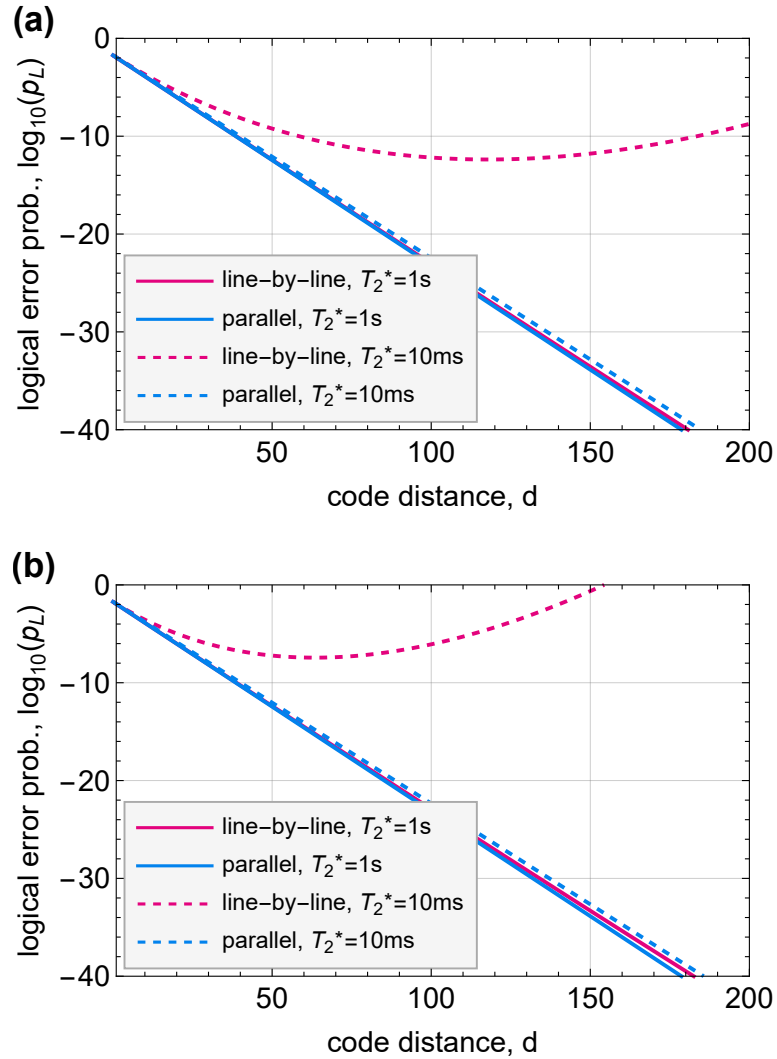 (a)
0
−10
−20
−30
−40
logical error prob., log10(pL)
line−by−line, T2*=1s
parallel, T2*=1s
line−by−line, T2*=10ms
parallel, T2*=10ms
50 100 150 200
code distance, d
(b)
0
−10
−20
−30
−40
logical error prob., log10(pL)
line−by−line, T2*=1s
parallel, T2*=1s
line−by−line, T2*=10ms
parallel, T2*=10ms
50 100 150 200
code distance, d